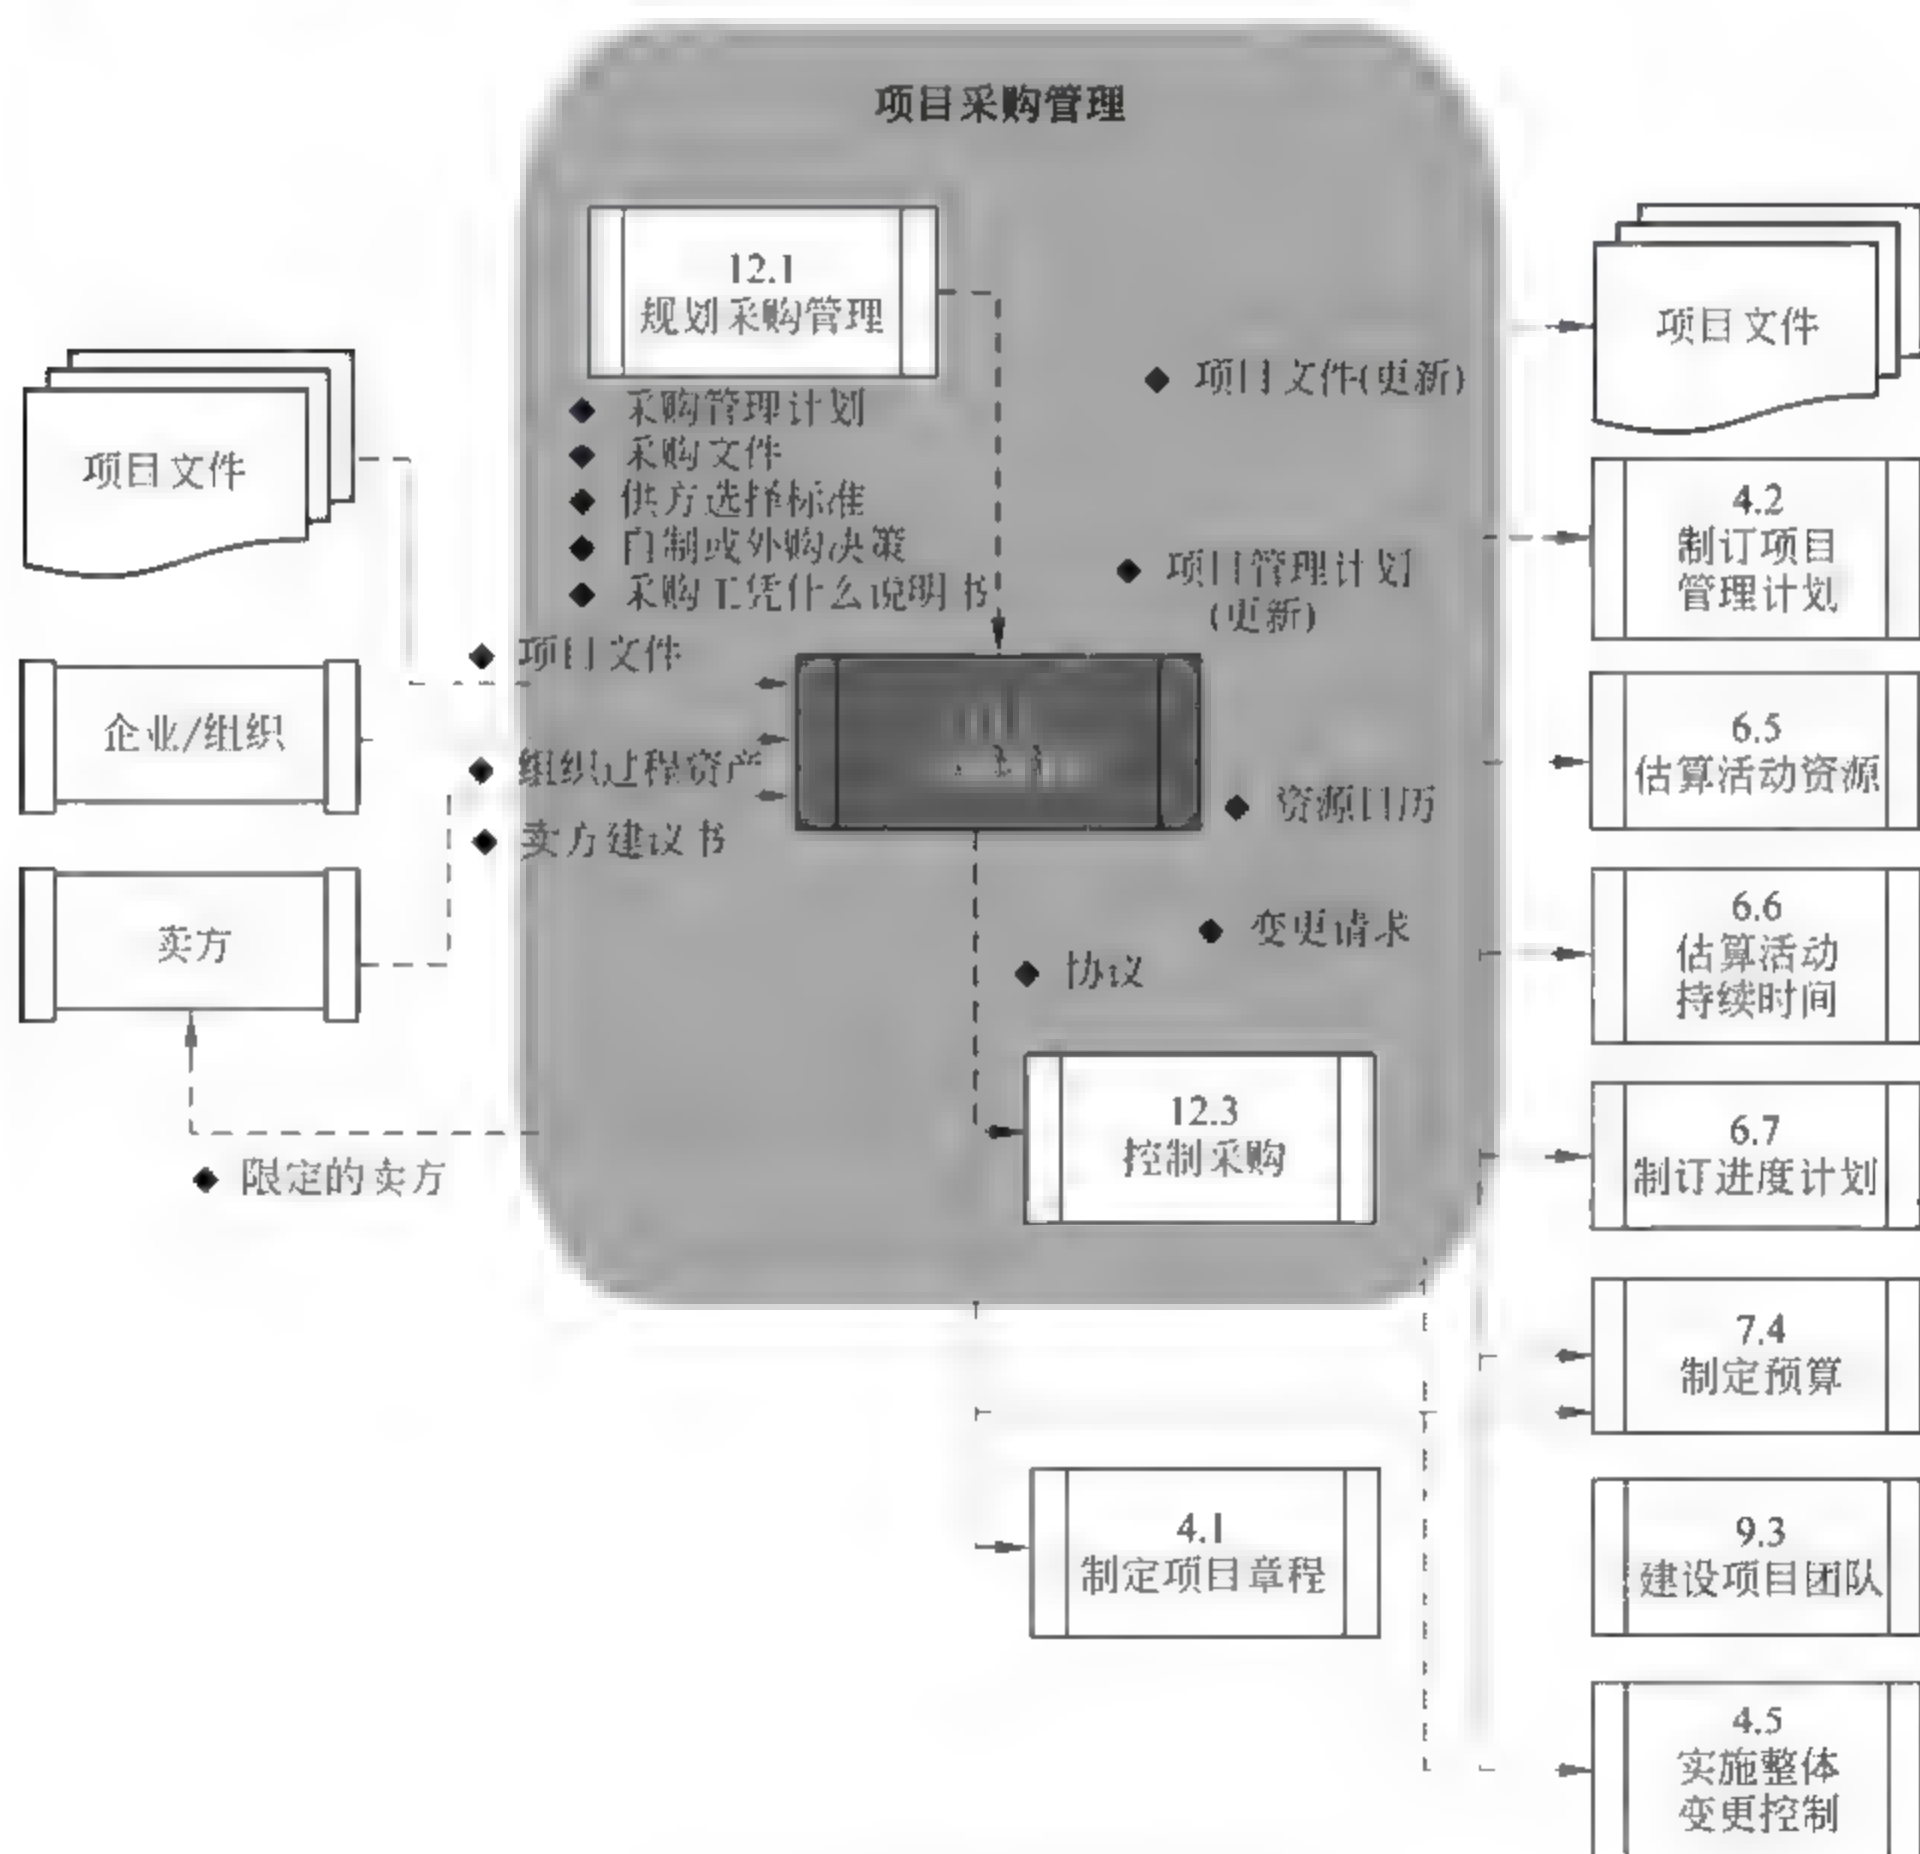 项目采购管理
12.1
规划采购管理
采购管理计划
采购文件
供方选择标准
自制或外购决策
采购工凭什么说明书
项目文件
项目文件
企业/组织
组织过程资产
卖方建议书
卖方
限定的卖方
项目文件(更新)
项目管理计划
(更新)
资源日历
变更请求
协议
12.3
控制采购
4.1
制定项目章程
项目文件
4.2
制订项目
管理计划
6.5
估算活动资源
6.6
估算活动
持续时间
6.7
制订进度计划
7.4
制定预算
9.3
建设项目团队
4.5
实施整体
变更控制